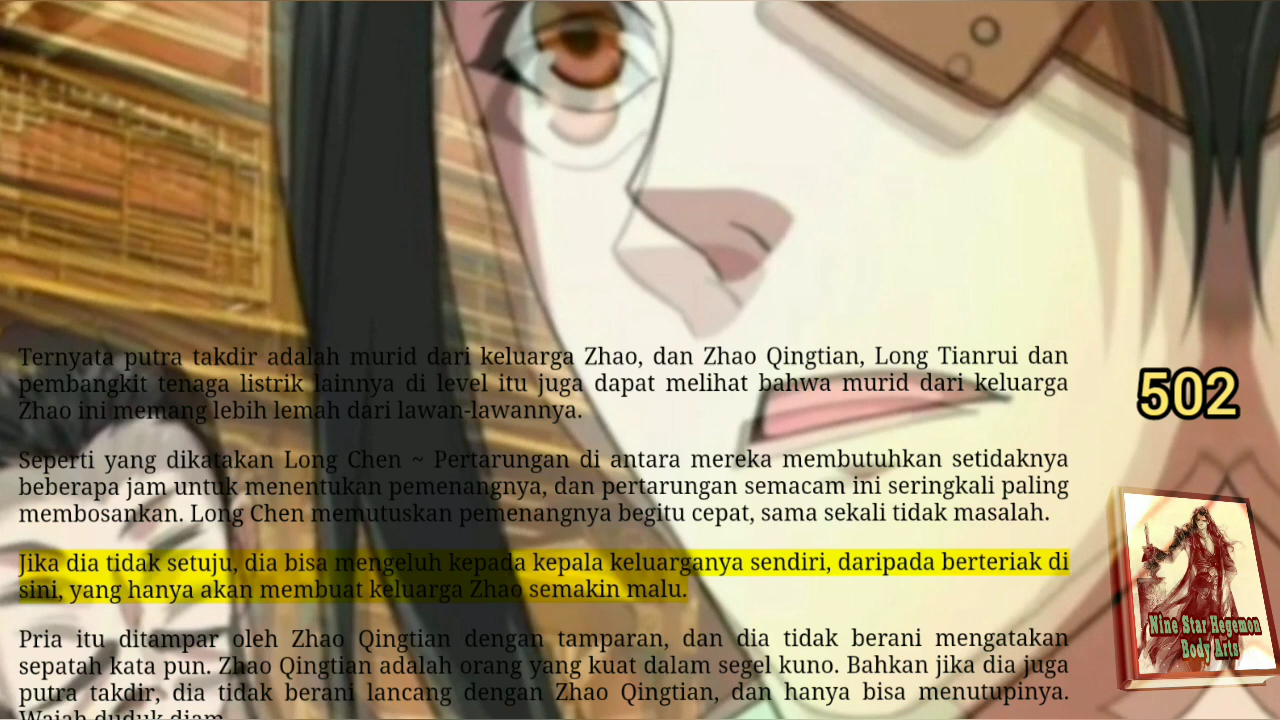 Ternyata putra takdir adalah murid dari keluarga Zhao, dan Zhao Qingtian, Long Tianrui dan
pembangkit tenaga listrik lainnya di level itu juga dapat melihat bahwa murid dari keluarga
Zhao ini memang lebih lemah dari lawan-lawannya.
Seperti yang dikatakan Long Chen ~ Pertarungan di antara mereka membutuhkan setidaknya
beberapa jam untuk menentukan pemenangnya, dan pertarungan semacam ini seringkali paling
membosankan. Long Chen memutuskan pemenangnya begitu cepat, sama sekali tidak masalah.
Jika dia tidak setuju, dia bisa mengeluh kepada kepala keluarganya sendiri, daripada berteriak di
sini, yang hanya akan membuat keluarga Zhao semakin malu.
Pria itu ditampar oleh Zhao Qingtian dengan tamparan, dan dia tidak berani mengatakan
sepatah kata pun. Zhao Qingtian adalah orang yang kuat dalam segel kuno. Bahkan jika dia juga
putra takdir, dia tidak berani lancang dengan Zhao Qingtian, dan hanya bisa menutupinya.
Wajah duduk diam.
502
Nine Star Hegemon
Body Arts